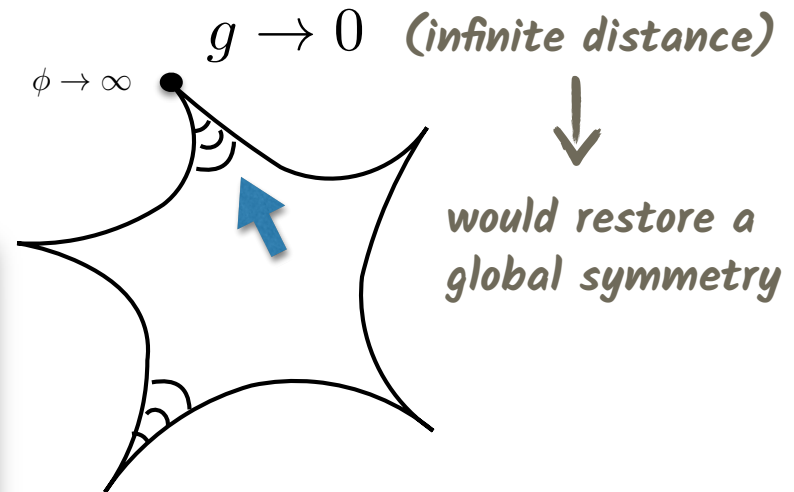 g → 0 (infinite distance)
ϕ → ∞
would restore a
global symmetry